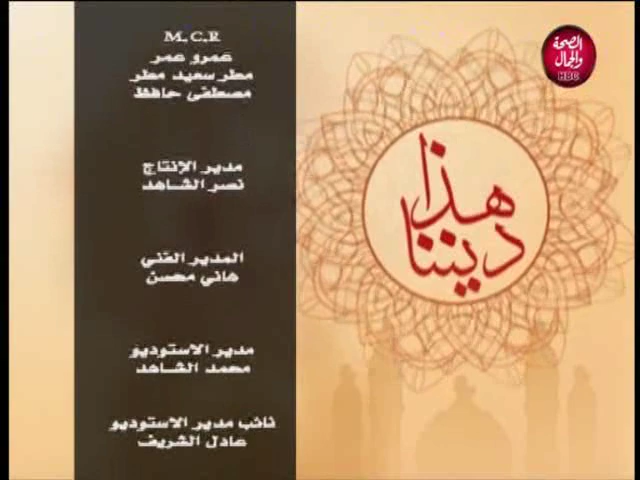 M.C.R
عمرو عمر
مطر سعيد مطر
مصطفى حافظ
مدير الإنتاج
نصر الشاهد
المدير الفني
هاني محسن
مدير الاستوديو
محمد الشاهد
نائب مدير الاستوديو
عادل الشريف
هذا
ديننا
الصحة
والجمال
HBC